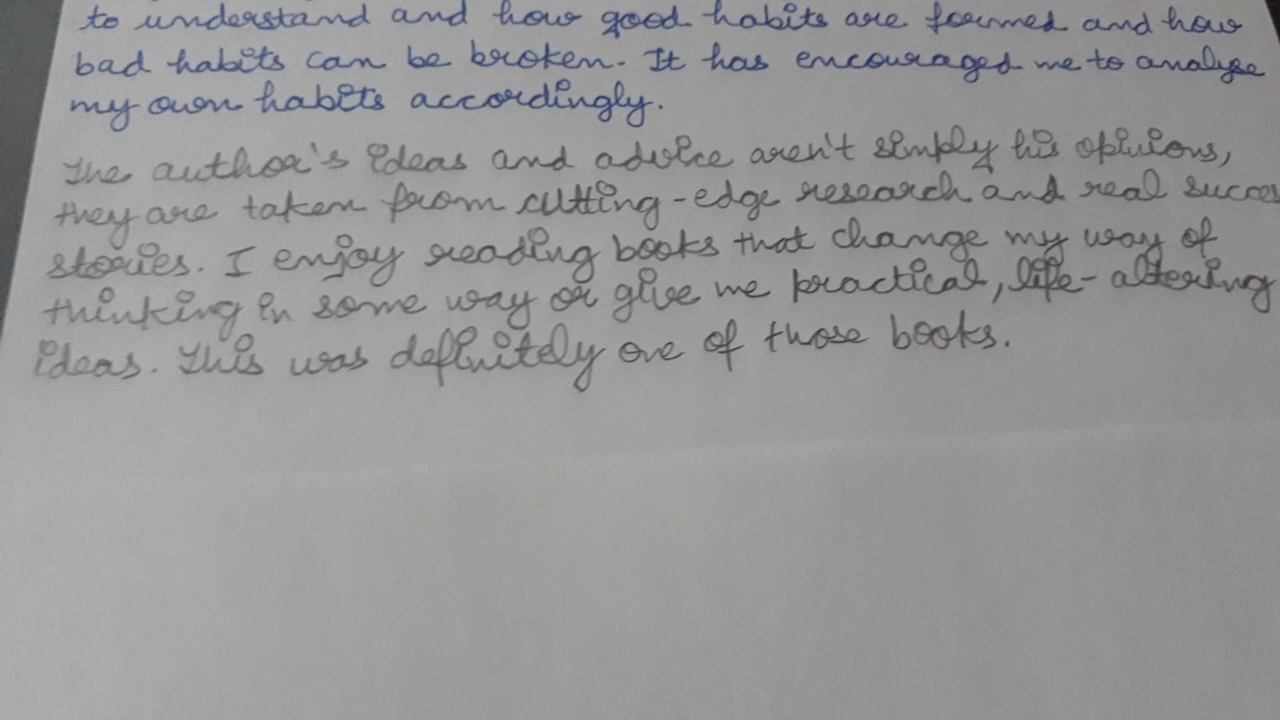 to understand and how good habits are formed and how
bad habits can be broken. It has encouraged me to analyse
my own habits accordingly.
The author's ideas and advice aren't simply his opinions,
they are taken from cutting-edge research and real succes
stories. I enjoy reading books that change my way of
thinking in some way or give me practical, life-altering
ideas. This was definitely one of those books.